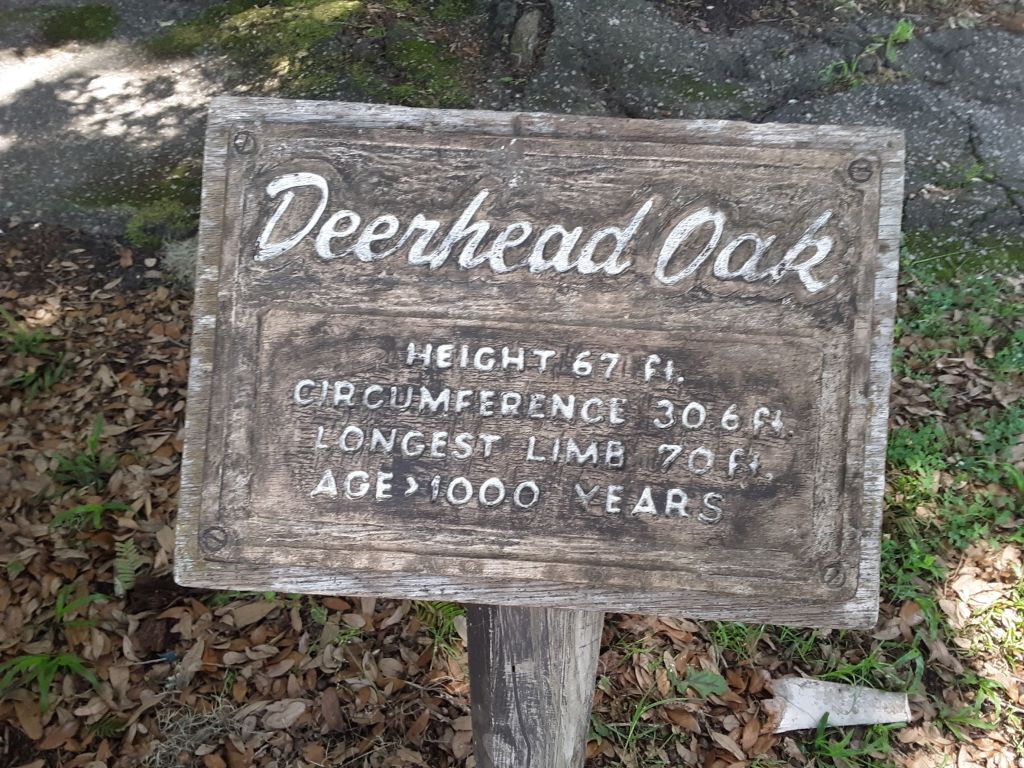 Deerhead Oak
HEIGHT 67 ft.
CIRCUMFERENCE 30.6 ft.
LONGEST LIMB 70 ft.
AGE > 1000 YEARS